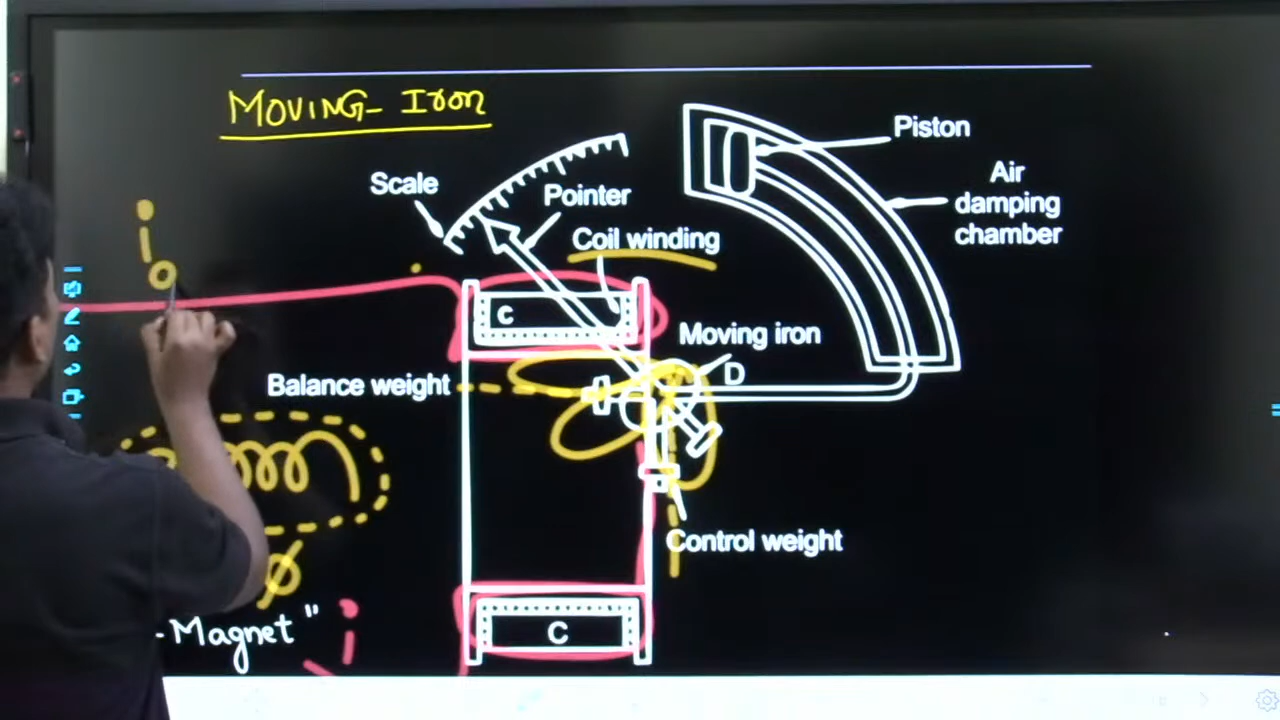 MOVING- Iron
Piston
Air
damping
chamber
Scale
Pointer
Coil winding
i
c
Moving iron
D
Balance weight
Control weight
ϕ
-Magnet"
i
C